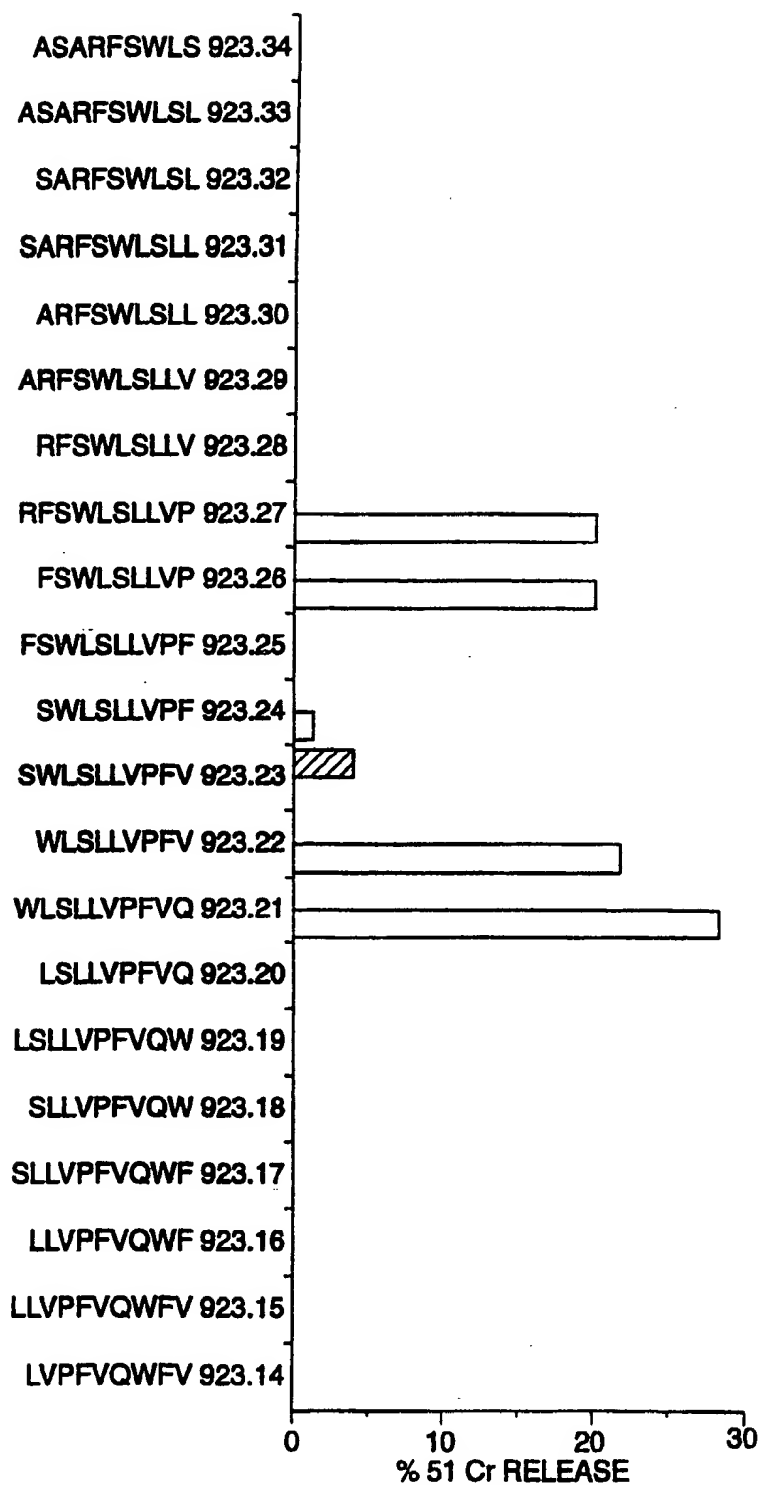 ASARFSWLS 923.34
ASARFSWLSL 923.33
SARFSWLSL 923.32
SARFSWLSLL 923.31
ARFSWLSLL 923.30
ARFSWLSLLV 923.29
RFSWLSLLV 923.28
RFSWLSLLVP 923.27
FSWLSLLVP 923.26
FSWLSLLVPF 923.25
SWLSLLVPF 923.24
SWLSLLVPFV 923.23
WLSLLVPFV 923.22
WLSLLVPFVQ 923.21
LSLLVPFVQ 923.20
LSLLVPFVQW 923.19
SLLVPFVQW 923.18
SLLVPFVQWF 923.17
LLVPFVQWF 923.16
LLVPFVQWFV 923.15
LVPFVQWFV 923.14
0 10 20 30
% 51 Cr RELEASE